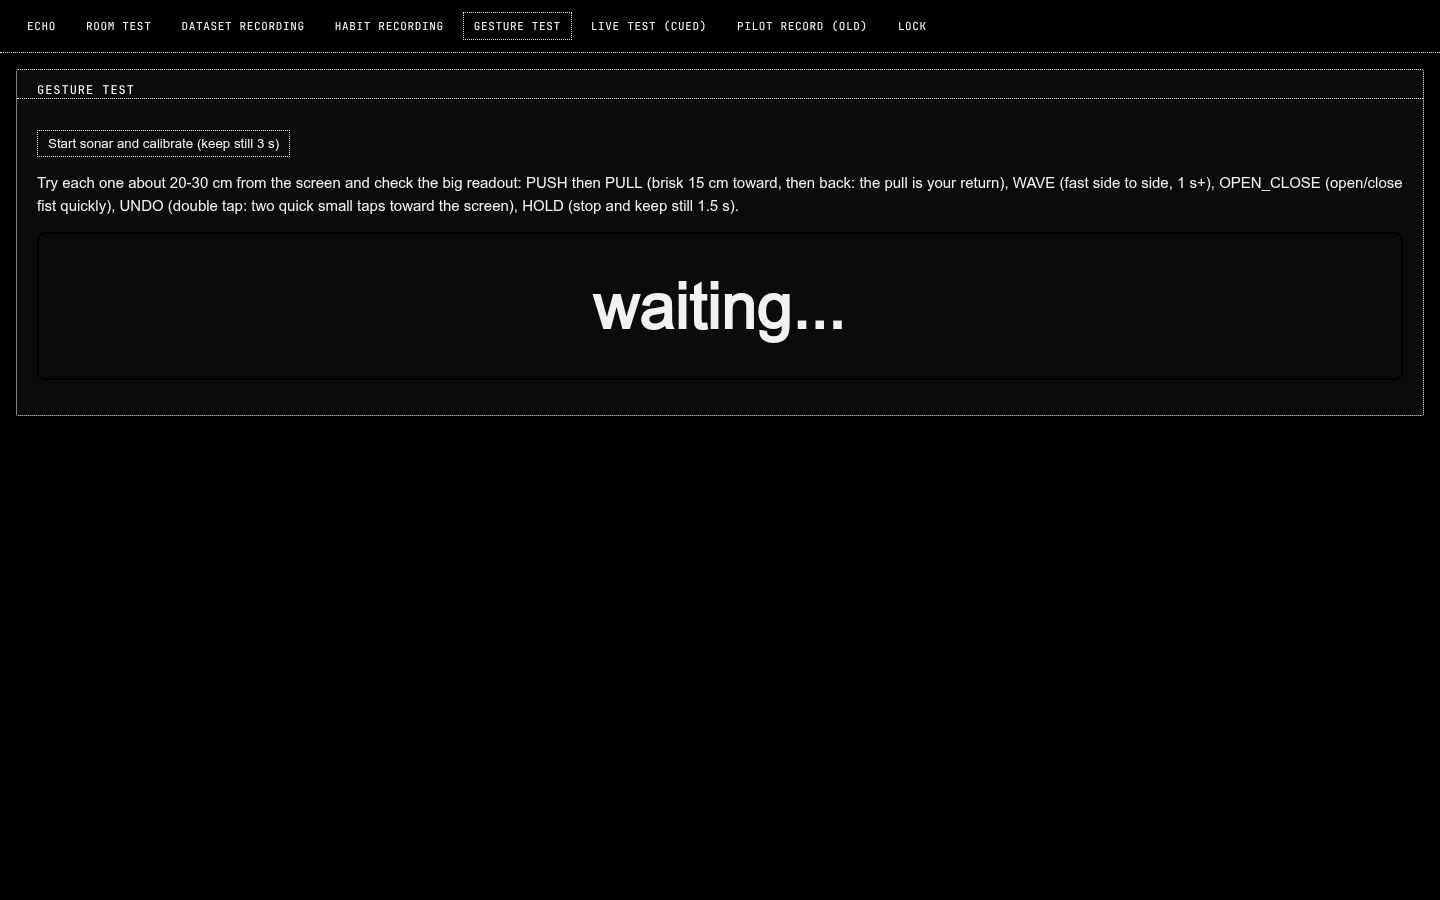 ECHO ROOM TEST DATASET RECORDING HABIT RECORDING GESTURE TEST LIVE TEST (CUED) PILOT RECORD (OLD) LOCK
GESTURE TEST
Start sonar and calibrate (keep still 3 s)
Try each one about 20-30 cm from the screen and check the big readout: PUSH then PULL (brisk 15 cm toward, then back: the pull is your return), WAVE (fast side to side, 1 s+), OPEN_CLOSE (open/close
fist quickly), UNDO (double tap: two quick small taps toward the screen), HOLD (stop and keep still 1.5 s).
waiting...